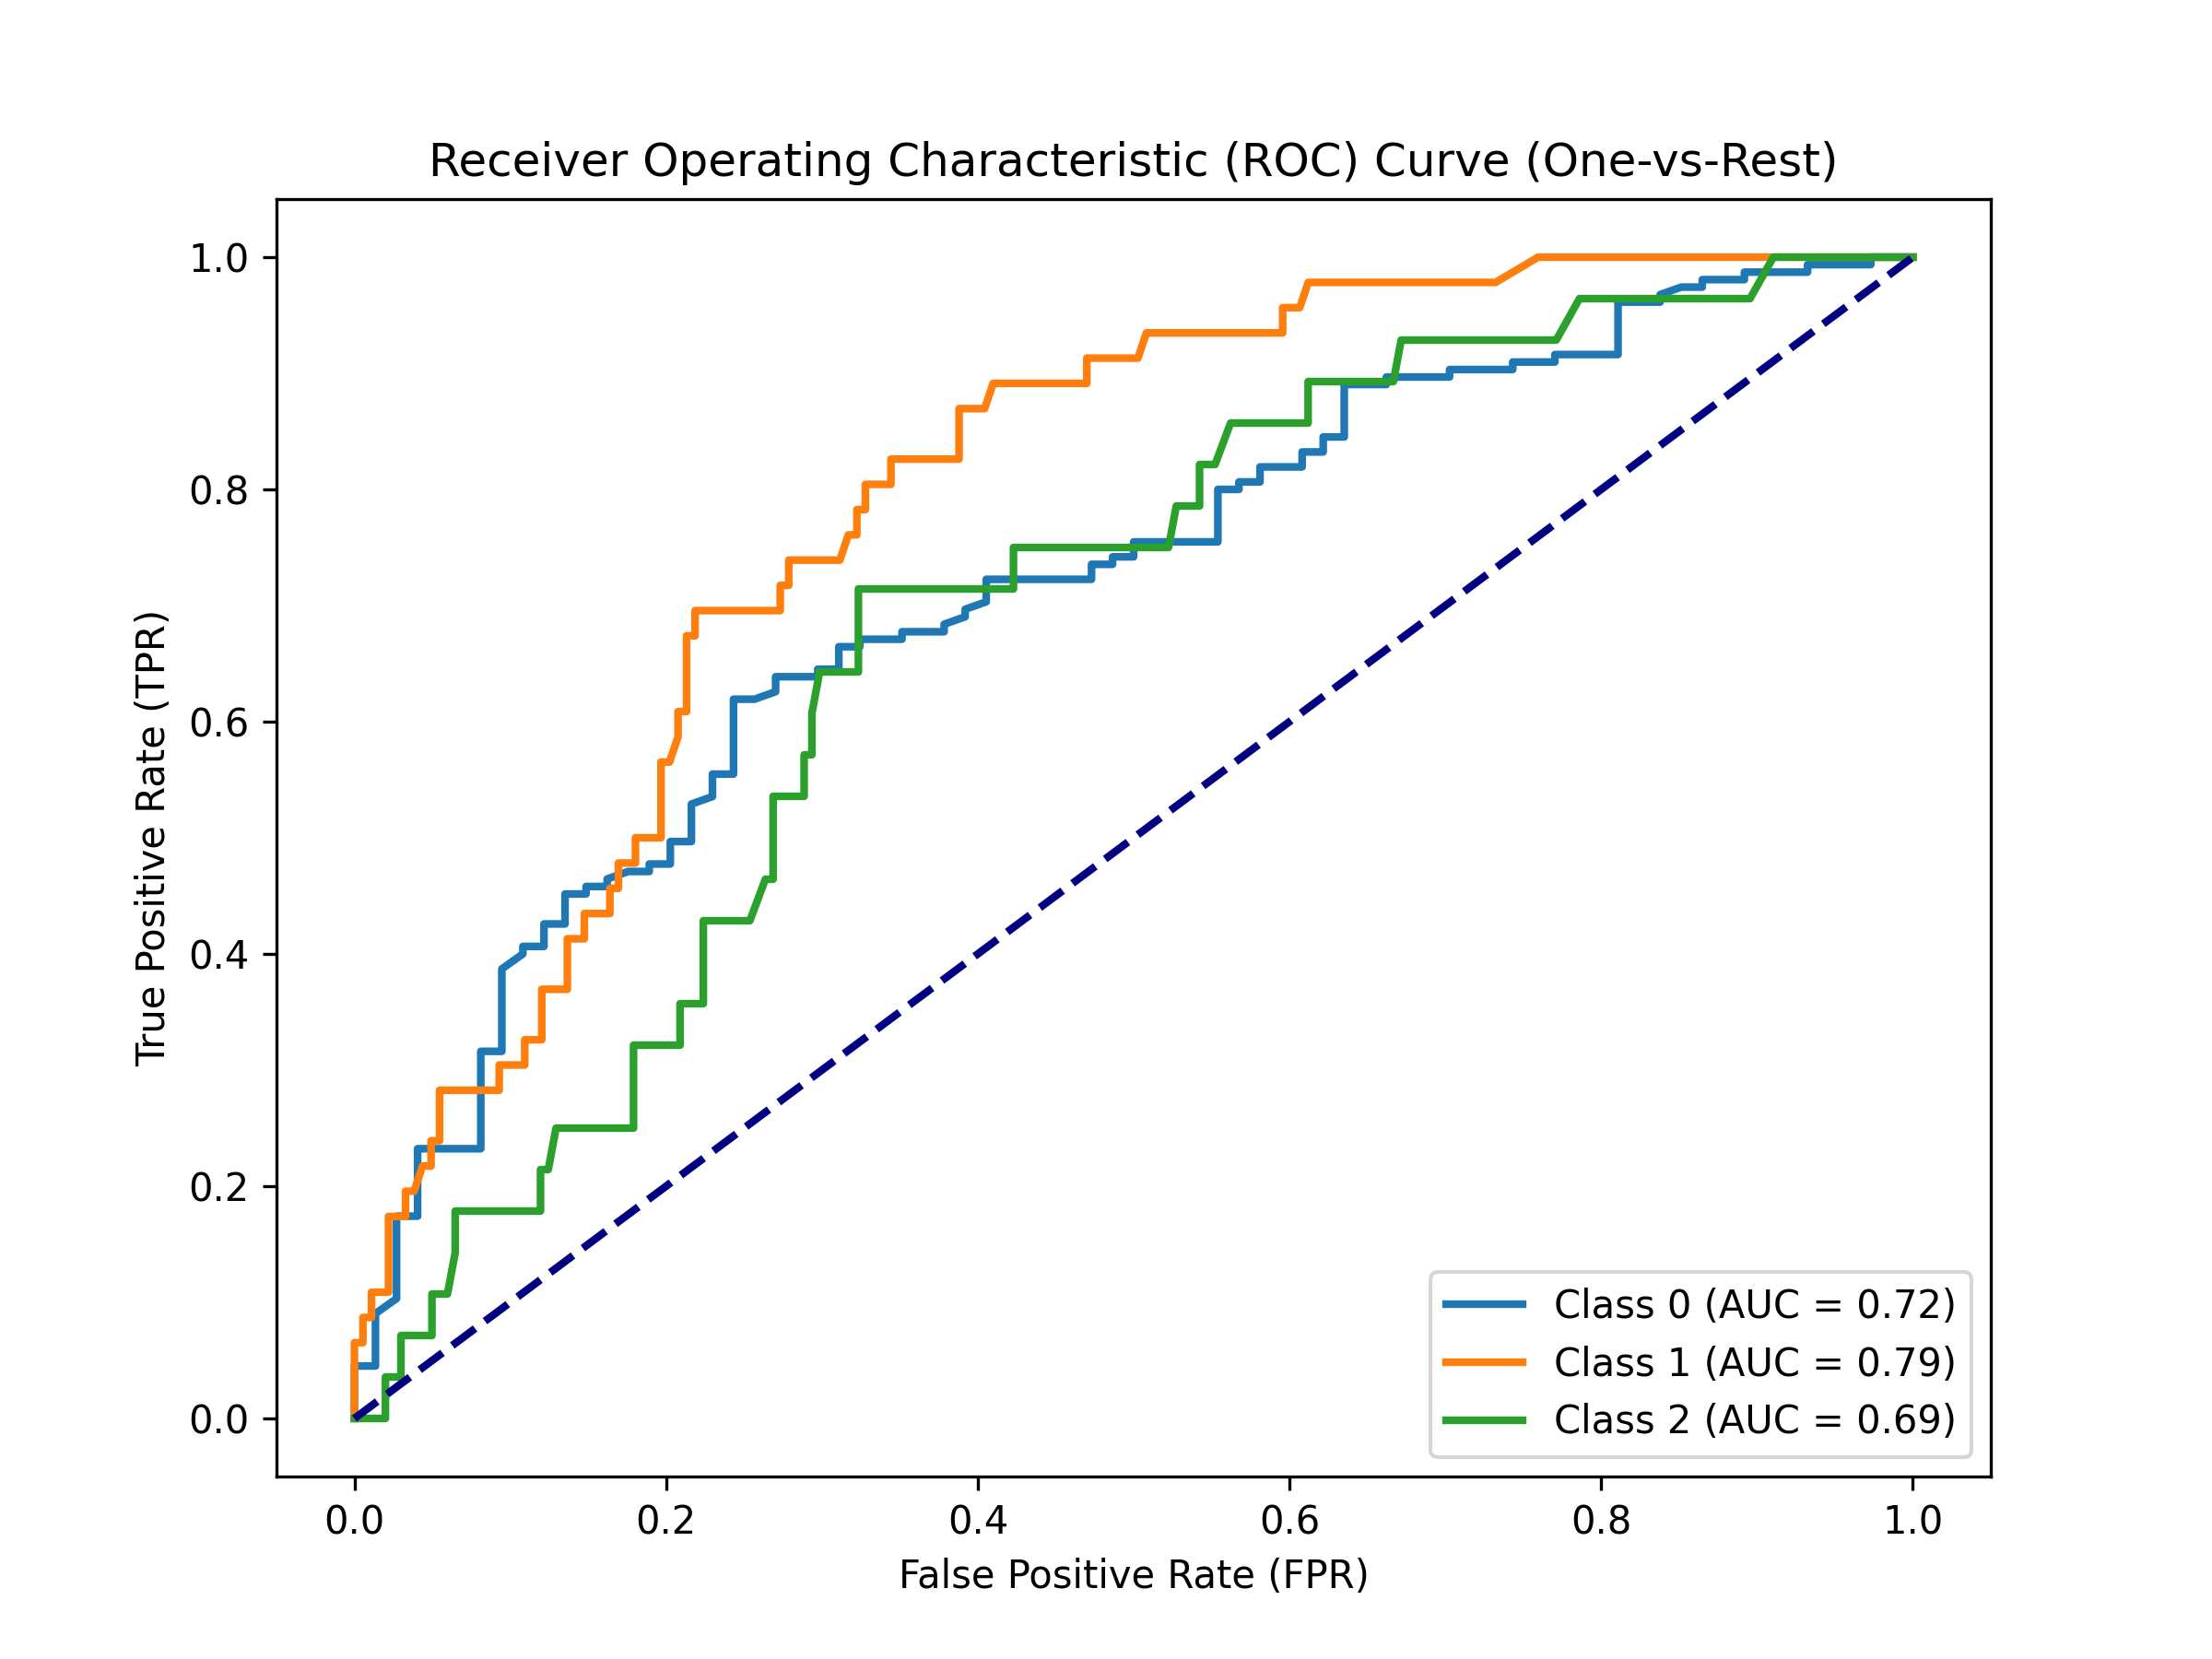 Receiver Operating Characteristic (ROC) Curve (One-vs-Rest)
True Positive Rate (TPR)
1.0
0.8
0.6
0.4
0.2
0.0
Class 0 (AUC = 0.72)
Class 1 (AUC = 0.79)
Class 2 (AUC = 0.69)
0.0 0.2 0.4 0.6 0.8 1.0
False Positive Rate (FPR)